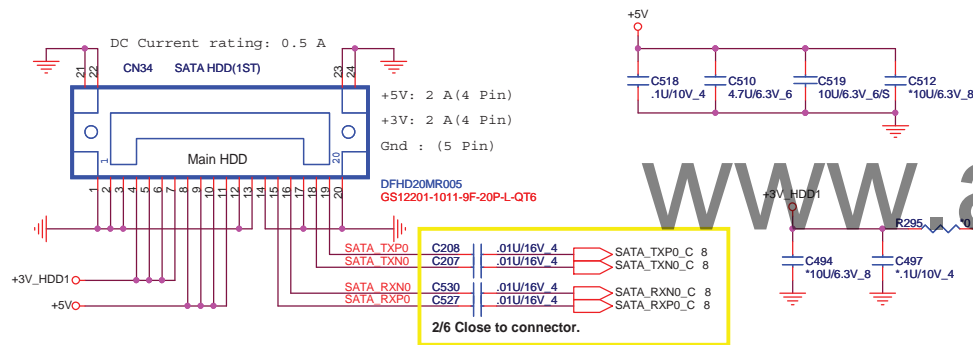 +5V
DC Current rating: 0.5 A
21
22
CN34 SATA HDD(1ST)
23
24
C518
.1U/10V_4
C510
4.7U/6.3V_6
C519
10U/6.3V_6/S
C512
*10U/6.3V_8
+5V: 2 A(4 Pin)
+3V: 2 A(4 Pin)
Gnd : (5 Pin)
1
Main HDD
20
DFHD20MR005
GS12201-1011-9F-20P-L-QT6
1 2 3 4 5 6 7 8 9 10 11 12 13 14 15 16 17 18 19 20
www.a
+3V_HDD1
R295 *0
SATA_TXP0 C208 .01U/16V_4 SATA_TXP0_C 8
SATA_TXN0 C207 .01U/16V_4 SATA_TXN0_C 8
C494
*10U/6.3V_8
C497
*.1U/10V_4
+3V_HDD1
SATA_RXN0 C530 .01U/16V_4 SATA_RXN0_C 8
SATA_RXP0 C527 .01U/16V_4 SATA_RXP0_C 8
+5V
2/6 Close to connector.